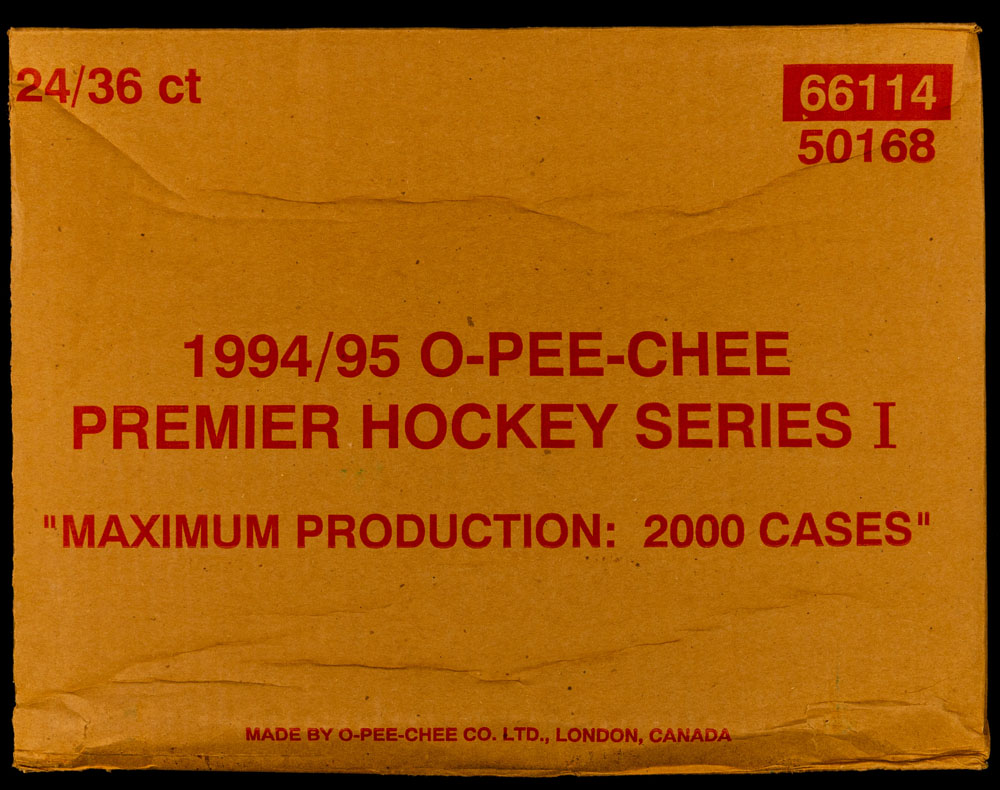 24/36 ct
66114
50168
1994/95 O-PEE-CHEE
PREMIER HOCKEY SERIES I
"MAXIMUM PRODUCTION: 2000 CASES"
MADE BY O-PEE-CHEE CO. LTD., LONDON, CANADA